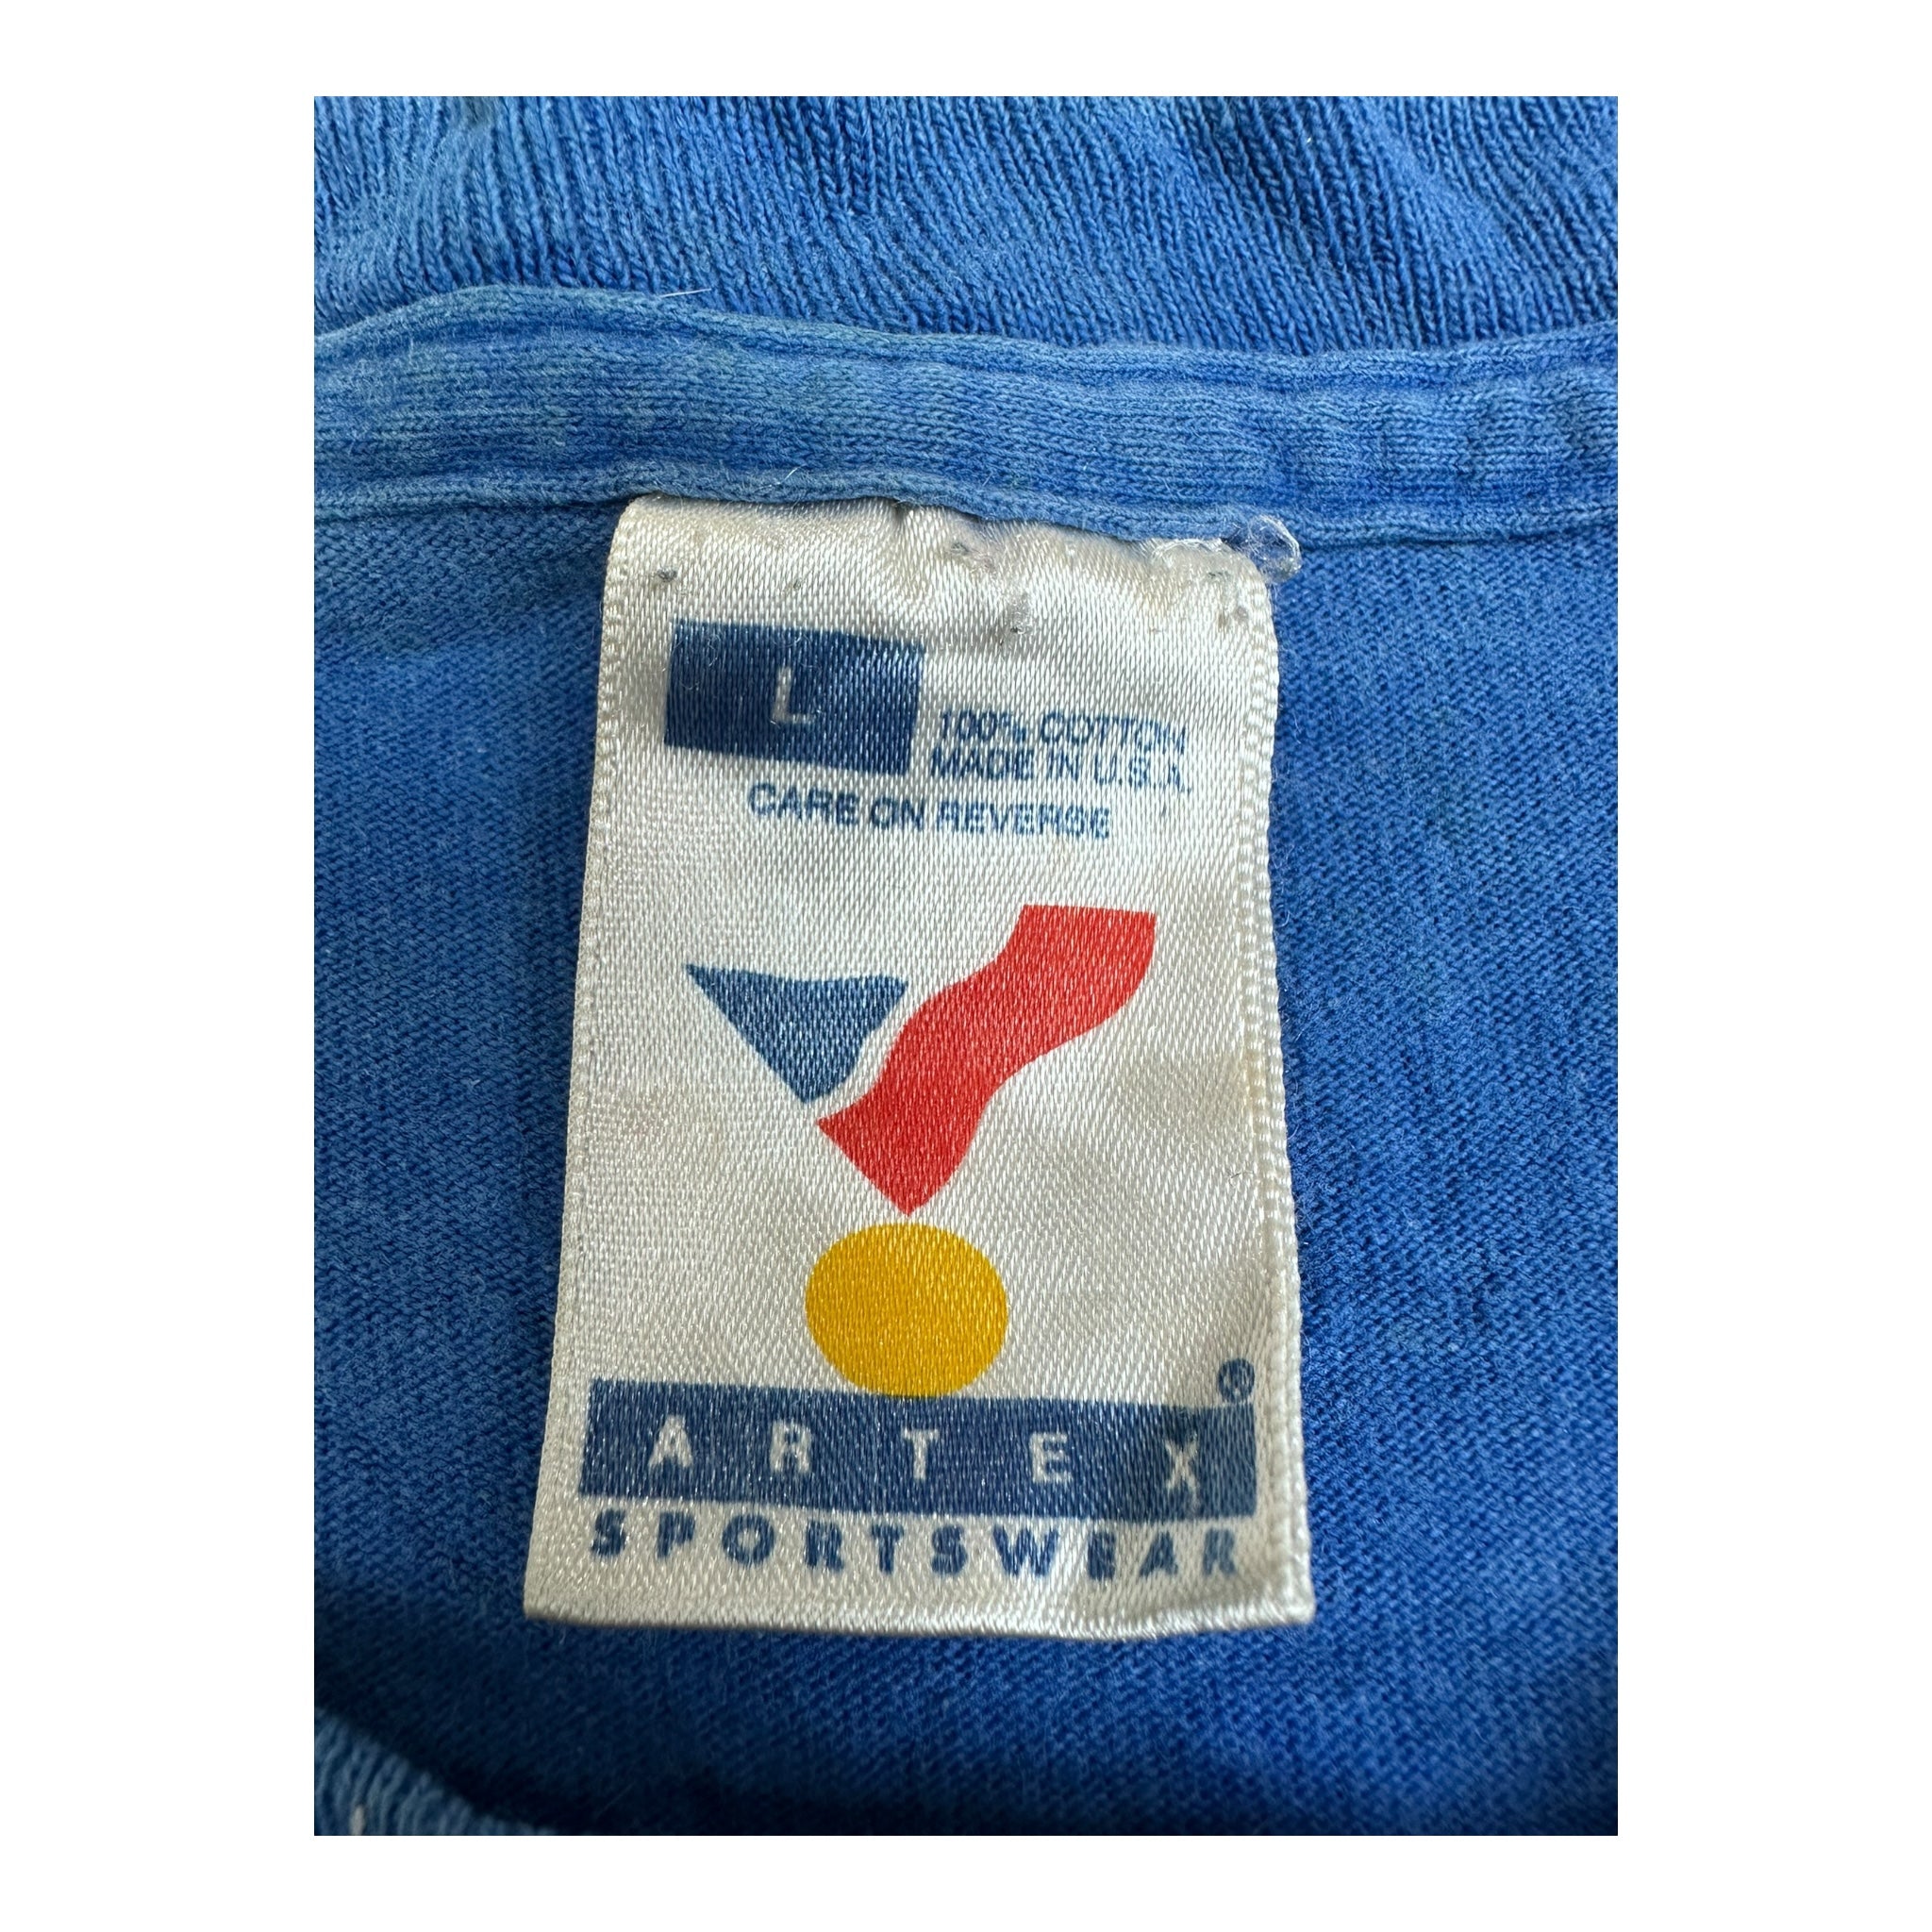 L
100% COTTON
MADE IN U.S.A.
CARE ON REVERSE
®
ARTEX
SPORTSWEAR